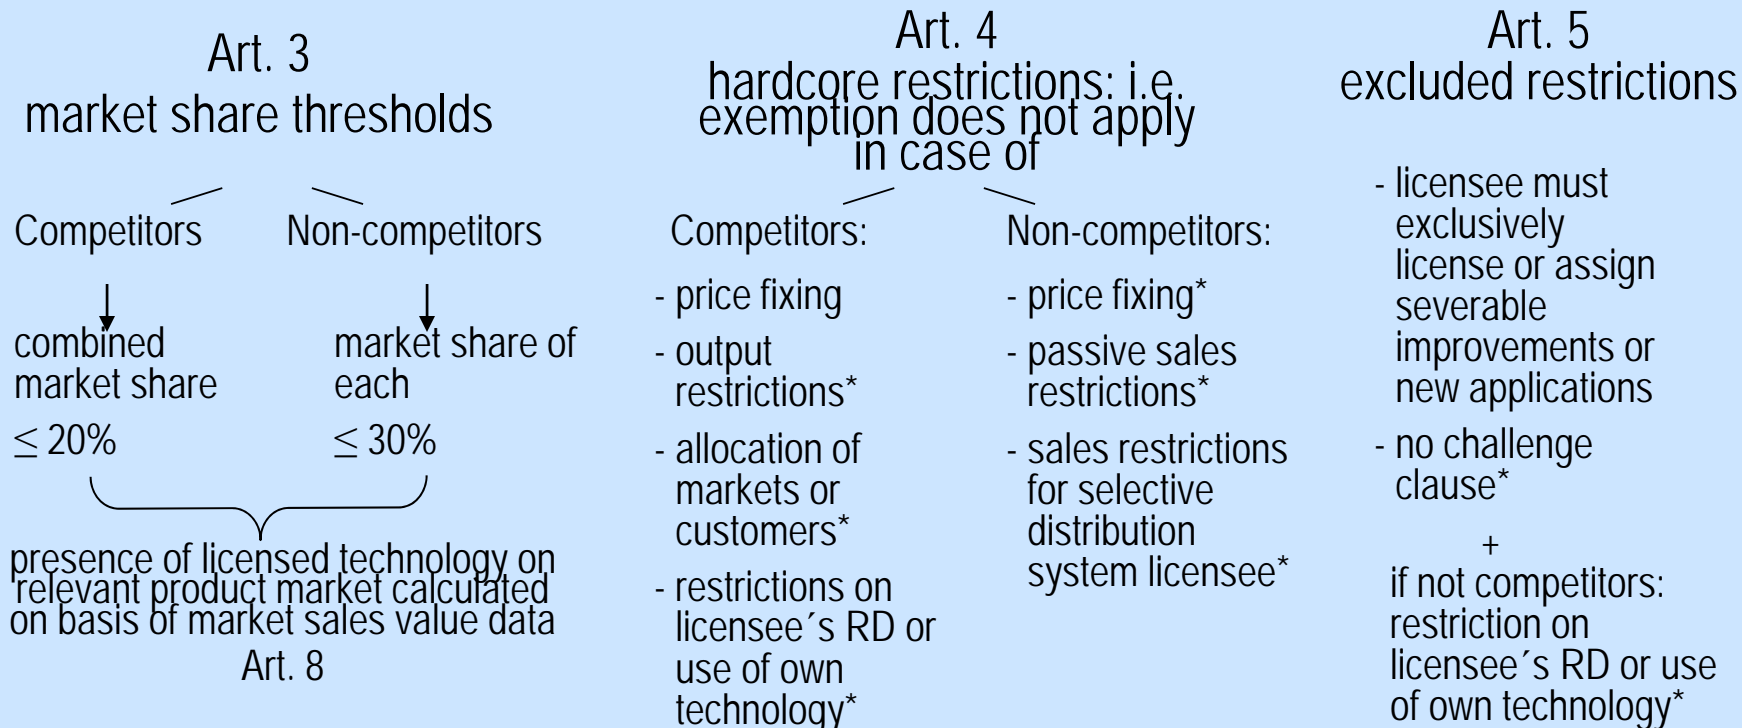 Art. 3
market share thresholds
Competitors
Non-competitors
combined
market share
≤ 20%
market share of
each
≤ 30%
presence of licensed technology on
relevant product market calculated
on basis of market sales value data
Art. 8
Art. 4
hardcore restrictions: i.e.
exemption does not apply
in case of
Competitors:
- price fixing
- output
restrictions*
- allocation of
markets or
customers*
- restrictions on
licensee´s RD or
use of own
technology*
Non-competitors:
- price fixing*
- passive sales
restrictions*
- sales restrictions
for selective
distribution
system licensee*
Art. 5
excluded restrictions
- licensee must
exclusively
license or assign
severable
improvements or
new applications
- no challenge
clause*
+
if not competitors:
restriction on
licensee´s RD or use
of own technology*